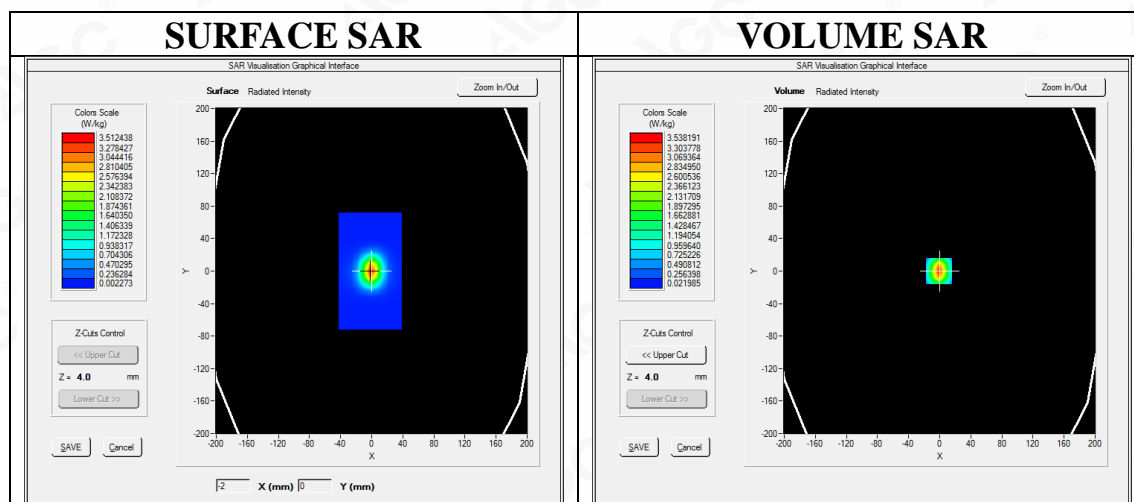 SURFACE SAR
SAR Visualisation Graphical Interface
Surface Radiated Intensity
Zoom In/Out
Colors Scale
(W/kg)
3.512438
3.278427
3.044416
2.810405
2.576394
2.342383
2.108372
1.874361
1.640350
1.406339
1.172328
0.938317
0.704306
0.470295
0.236284
0.002273
Z-Cuts Control
<< Upper Cut
Z = 4.0 mm
Lower Cut >>
SAVE Cancel
200
160
120
80
40
0
-40
-80
-120
-160
-200
Y
-200 -160 -120 -80 -40 0 40 80 120 160 200
X
-2 X (mm) 0 Y (mm)
VOLUME SAR
SAR Visualisation Graphical Interface
Volume Radiated Intensity
Zoom In/Out
Colors Scale
(W/kg)
3.538191
3.303778
3.069364
2.834950
2.600536
2.366123
2.131709
1.897295
1.662881
1.428467
1.194054
0.959640
0.725226
0.490812
0.256398
0.021985
Z-Cuts Control
<< Upper Cut
Z = 4.0 mm
Lower Cut >>
SAVE Cancel
200
160
120
80
40
0
-40
-80
-120
-160
-200
Y
-200 -160 -120 -80 -40 0 40 80 120 160 200
X